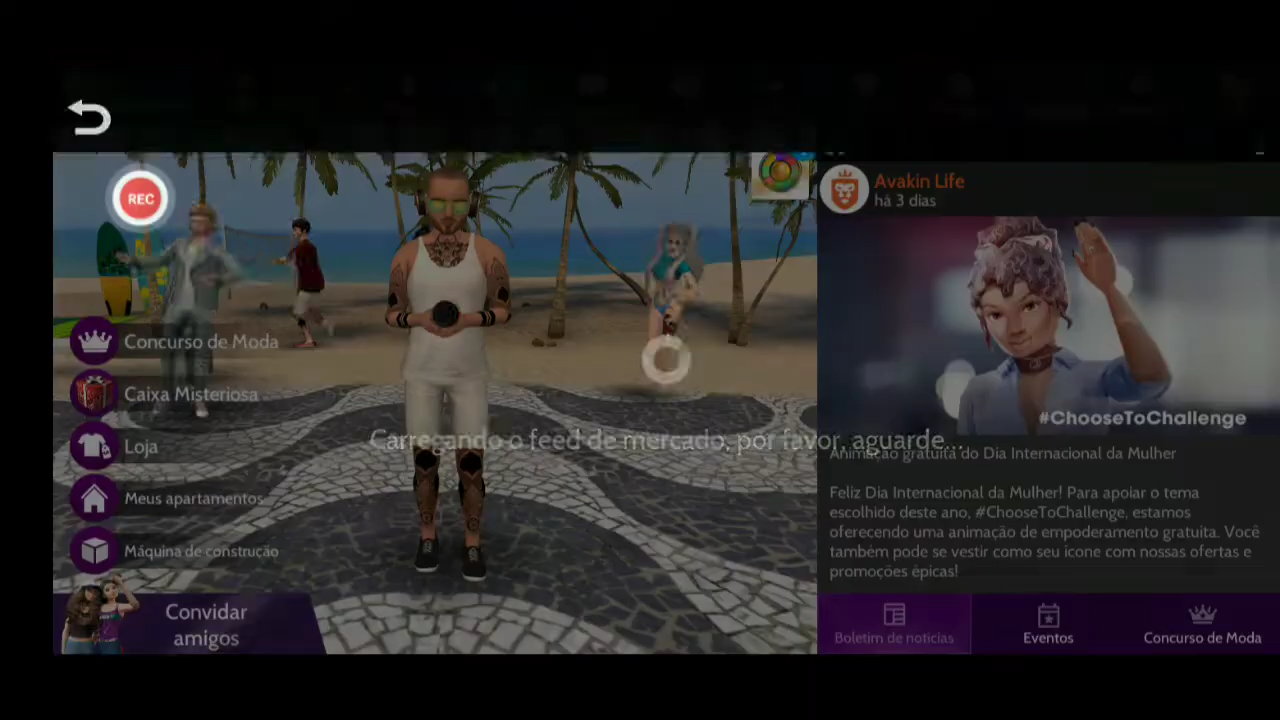 REC
Concurso de Moda
Caixa Misteriosa
Loja
Meus apartamentos
Máquina de construção
Convidar
amigos
Carregando o feed de mercado, por favor, aguarde...
Avakin Life
há 3 dias
#ChooseToChallenge
Animação gratuita do Dia Internacional da Mulher
Feliz Dia Internacional da Mulher! Para apoiar o tema
escolhido deste ano, #ChooseToChallenge, estamos
oferecendo uma animação de empoderamento gratuita. Você
também pode se vestir como seu ícone com nossas ofertas e
promoções épicas!
Boletim de notícias
Eventos
Concurso de Moda